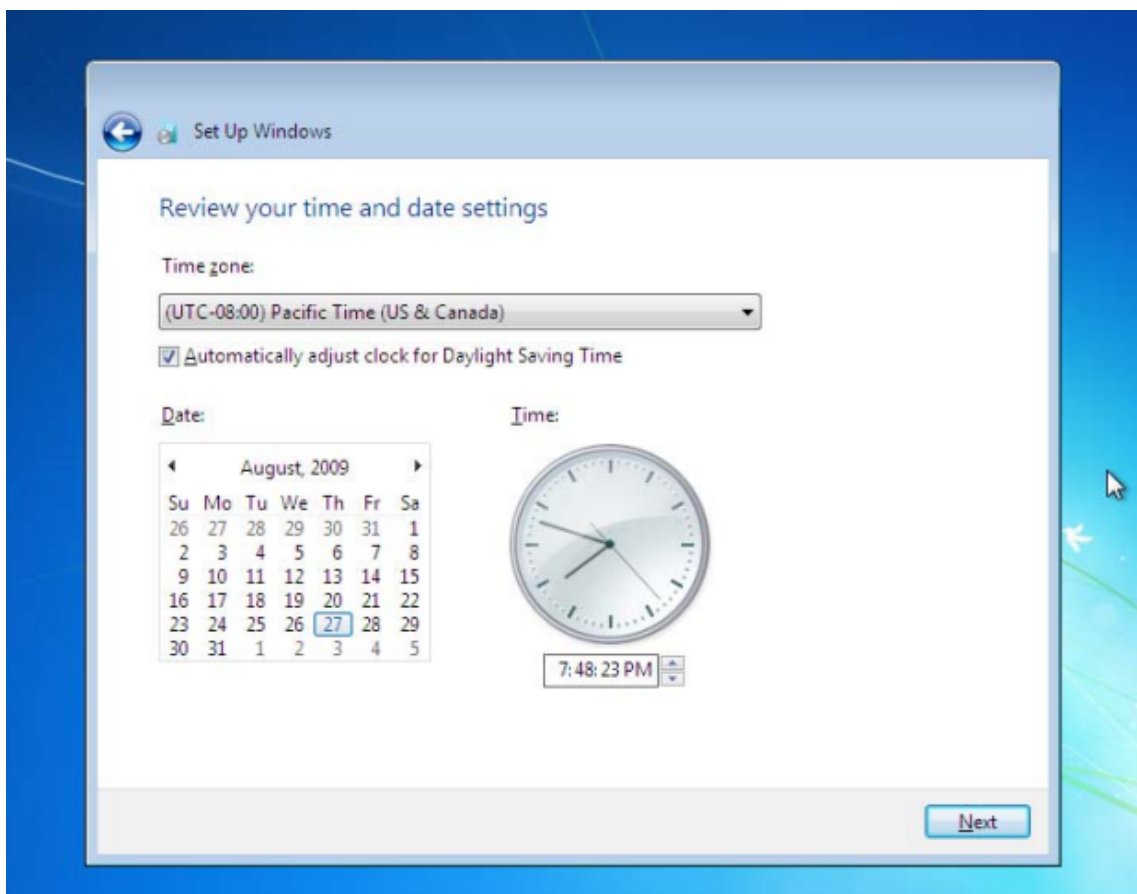 Set Up Windows
Review your time and date settings
Time zone:
(UTC-08:00) Pacific Time (US & Canada)
Automatically adjust clock for Daylight Saving Time
Date:
Time:
August, 2009
Su Mo Tu We Th Fr Sa
26 27 28 29 30 31 1
2 3 4 5 6 7 8
9 10 11 12 13 14 15
16 17 18 19 20 21 22
23 24 25 26 27 28 29
30 31 1 2 3 4 5
7:48:23 PM
Next